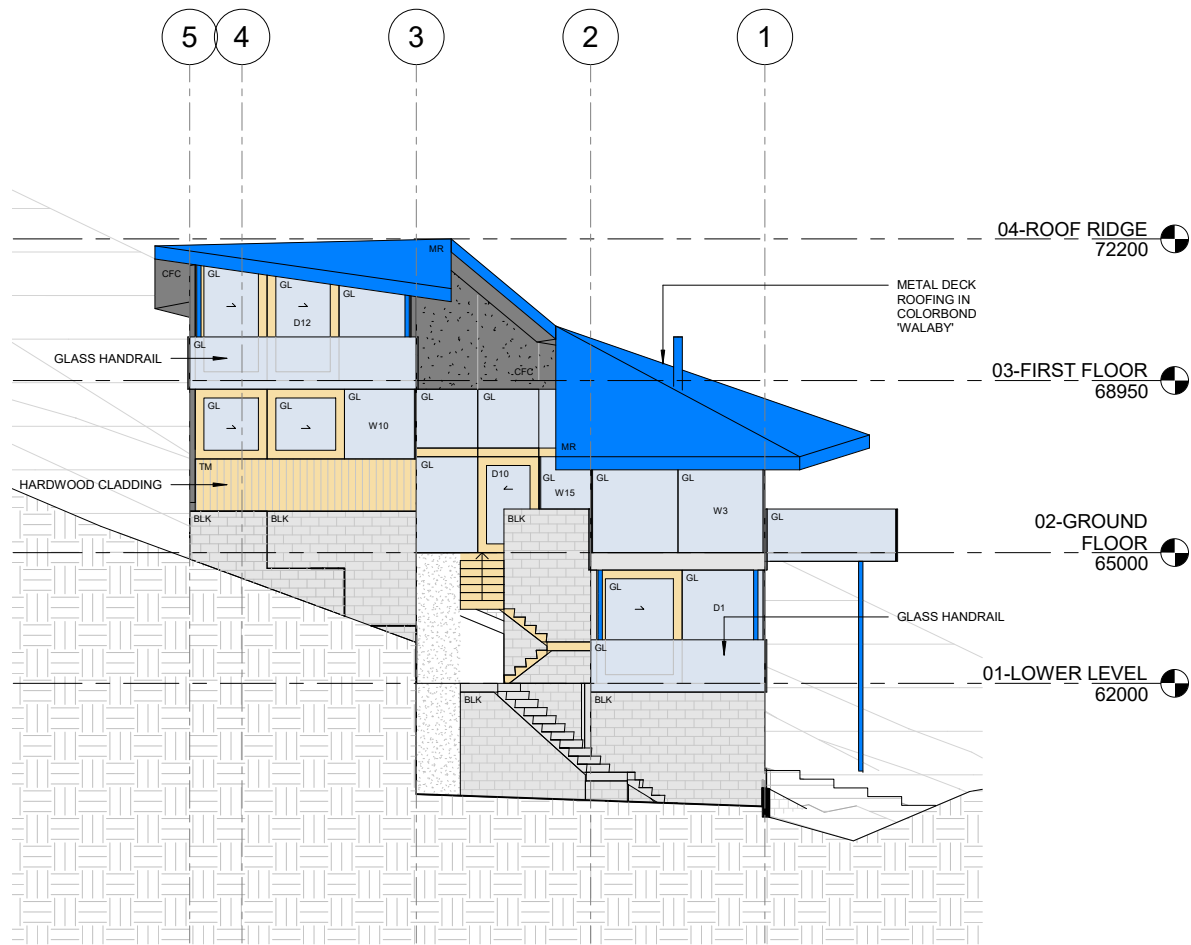 5
4
3
2
1
04-ROOF RIDGE
72200
MR
CFC
GL
GL
GL
D12
METAL DECK
ROOFING IN
COLORBOND
'WALABY'
GL
GLASS HANDRAIL
CFC
03-FIRST FLOOR
68950
GL
GL
GL
W10
GL
GL
MR
TM
HARDWOOD CLADDING
GL
D10
GL
W15
GL
GL
W3
BLK
BLK
BLK
GL
02-GROUND
FLOOR
65000
GL
GL
D1
GLASS HANDRAIL
GL
01-LOWER LEVEL
62000
BLK
BLK